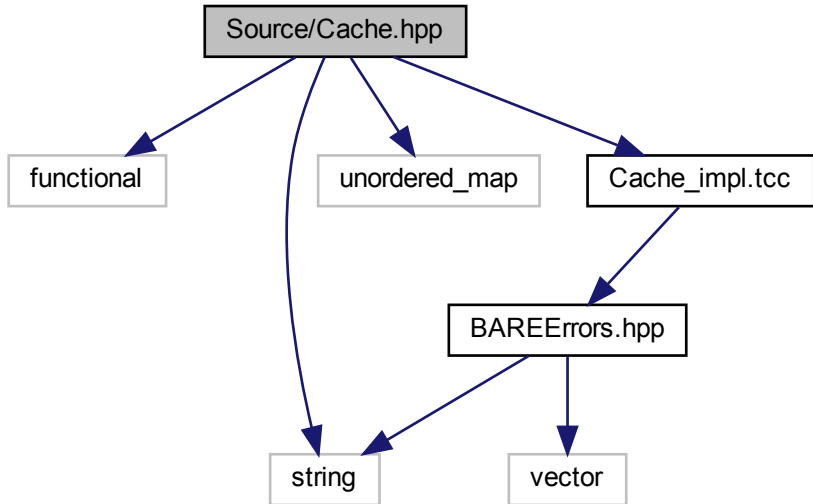 Source/Cache.hpp
functional
unordered_map
Cache_impl.tcc
BAREErrors.hpp
string
vector